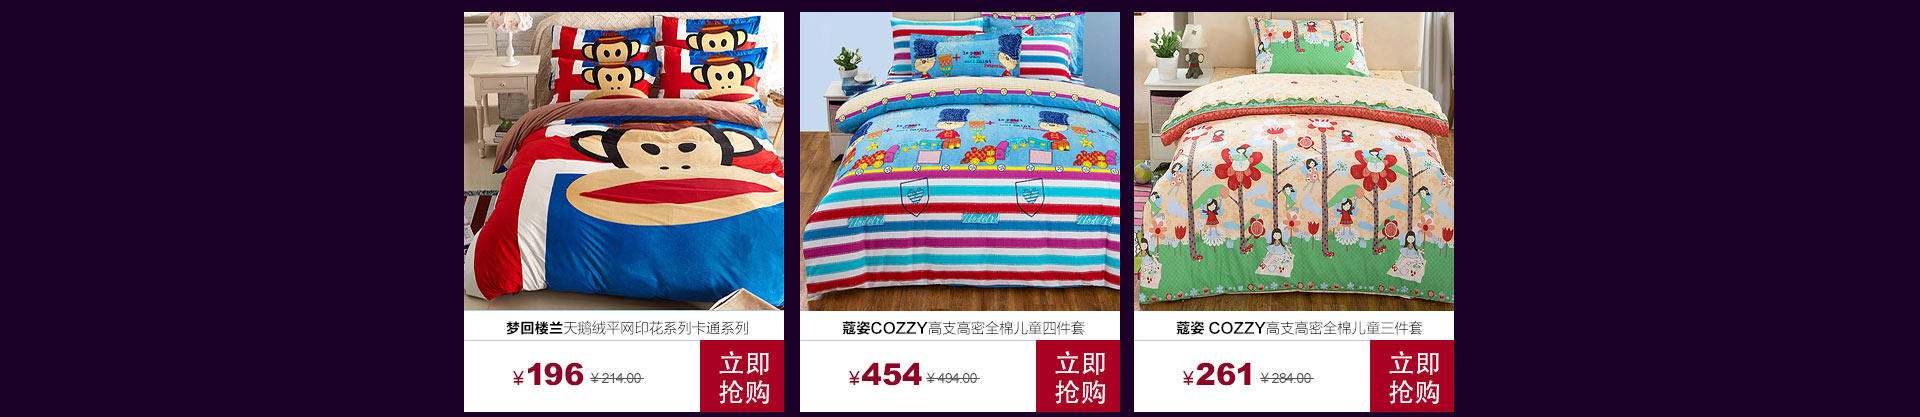 梦回楼兰天鹅绒平网印花系列卡通系列
¥196 ¥214.00
立即
抢购
蔻姿COZZY高支高密全棉儿童四件套
¥454 ¥494.00
立即
抢购
蔻姿 COZZY高支高密全棉儿童三件套
¥261 ¥284.00
立即
抢购